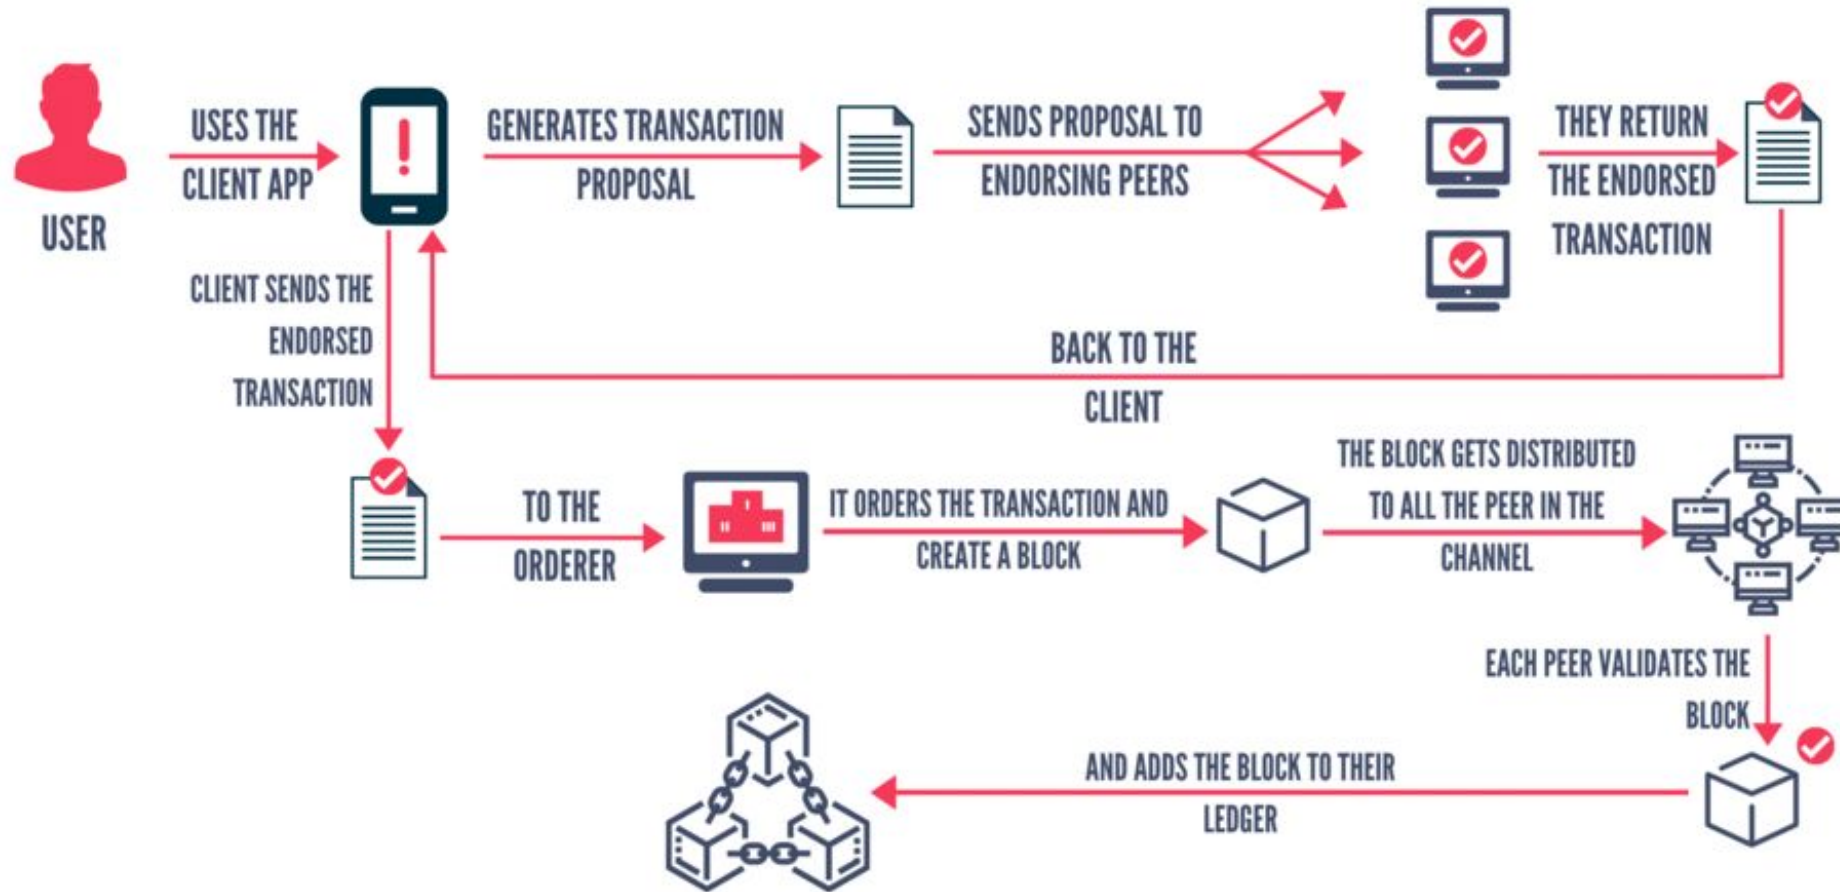 USER
USES THE
CLIENT APP
GENERATES TRANSACTION
PROPOSAL
SENDS PROPOSAL TO
ENDORSING PEERS
THEY RETURN
THE ENDORSED
TRANSACTION
BACK TO THE
CLIENT
CLIENT SENDS THE
ENDORSED
TRANSACTION
TO THE
ORDERER
I
II
III
IT ORDERS THE TRANSACTION AND
CREATE A BLOCK
THE BLOCK GETS DISTRIBUTED
TO ALL THE PEER IN THE
CHANNEL
EACH PEER VALIDATES THE
BLOCK
AND ADDS THE BLOCK TO THEIR
LEDGER